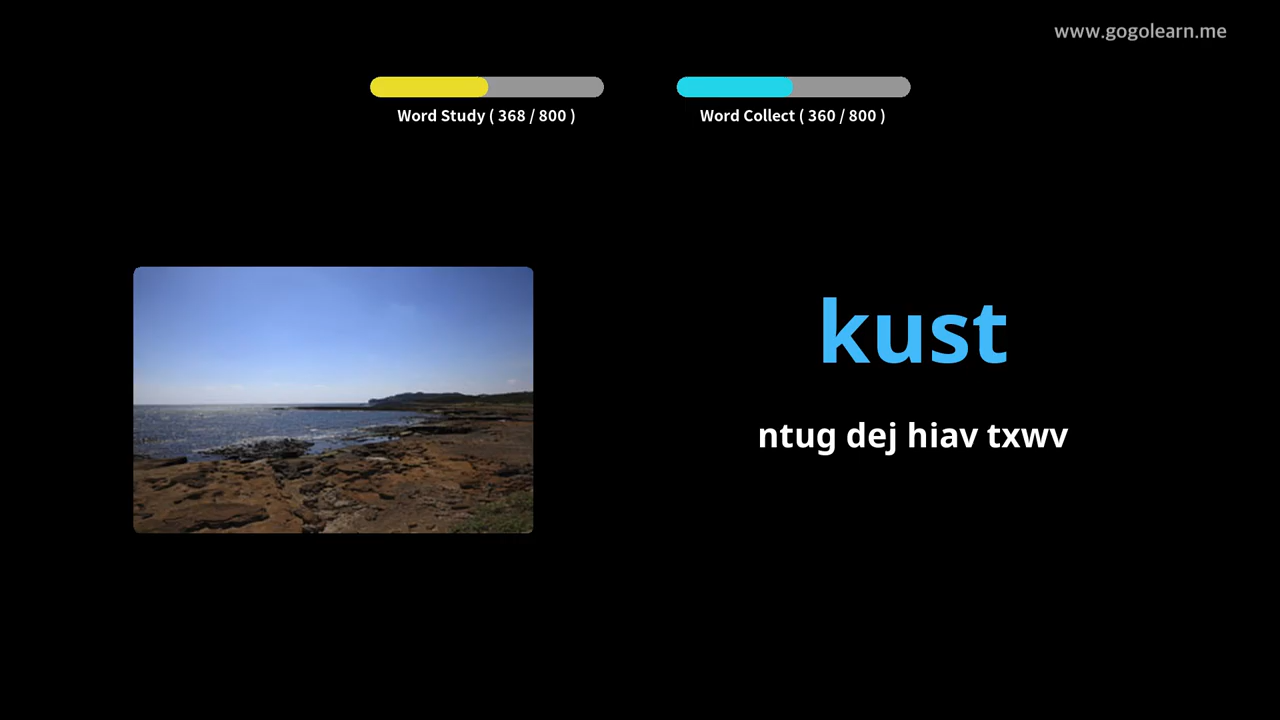 www.gogolearn.me
Word Study ( 368 / 800 )
Word Collect ( 360 / 800 )
kust
ntug dej hiav txwv